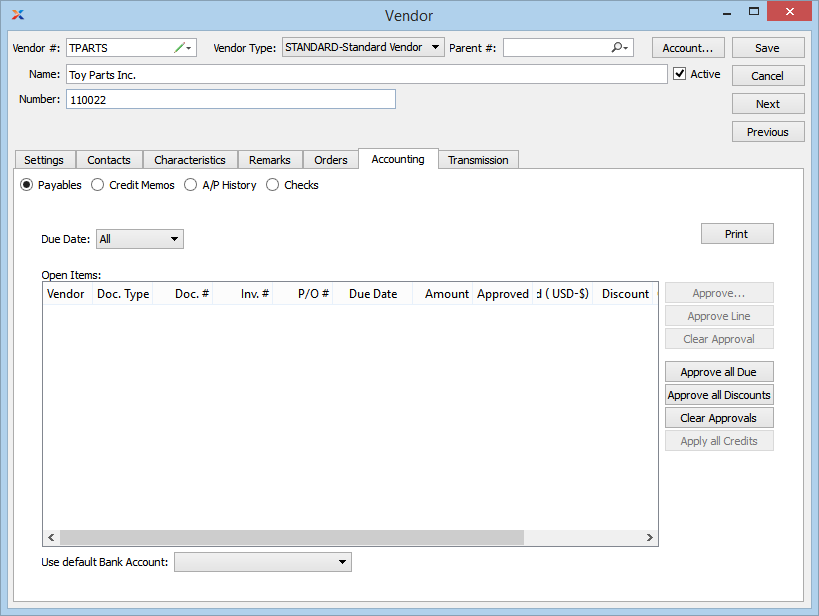 Vendor
Vendor #: TPARTS Vendor Type: STANDARD-Standard Vendor Parent #: Account... Save
Name: Toy Parts Inc. Active Cancel
Number: 110022 Next
Previous
Settings Contacts Characteristics Remarks Orders Accounting Transmission
Payables Credit Memos A/P History Checks
Due Date: All Print
Open Items:
Vendor Doc. Type Doc. # Inv. # P/O # Due Date Amount Approved d ( USD-$) Discount
Approve...
Approve Line
Clear Approval
Approve all Due
Approve all Discounts
Clear Approvals
Apply all Credits
Use default Bank Account: